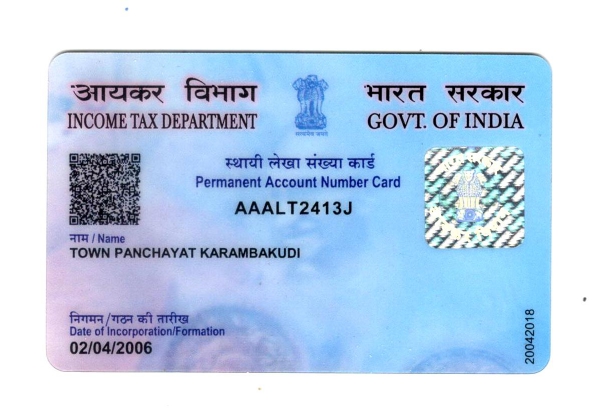 आयकर विभाग
INCOME TAX DEPARTMENT
भारत सरकार
GOVT. OF INDIA
स्थायी लेखा संख्या कार्ड
Permanent Account Number Card
AAALT2413J
नाम / Name
TOWN PANCHAYAT KARAMBAKUDI
निगमन/गठन की तारीख
Date of Incorporation/Formation
02/04/2006
20042018